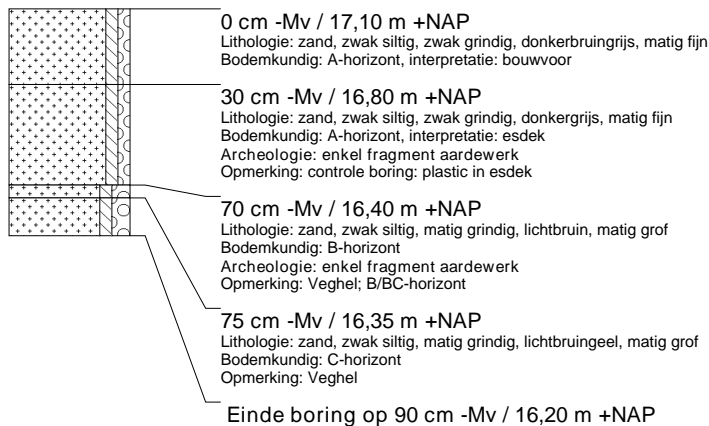 0 cm -Mv / 17,10 m +NAP
Lithologie: zand, zwak siltig, zwak grindig, donkerbruingrijs, matig fijn
Bodemkundig: A-horizont, interpretatie: bouwvoor
30 cm -Mv / 16,80 m +NAP
Lithologie: zand, zwak siltig, zwak grindig, donkergrijs, matig fijn
Bodemkundig: A-horizont, interpretatie: esdek
Archeologie: enkel fragment aardewerk
Opmerking: controle boring: plastic in esdek
70 cm -Mv / 16,40 m +NAP
Lithologie: zand, zwak siltig, matig grindig, lichtbruin, matig grof
Bodemkundig: B-horizont
Archeologie: enkel fragment aardewerk
Opmerking: Veghel; B/BC-horizont
75 cm -Mv / 16,35 m +NAP
Lithologie: zand, zwak siltig, matig grindig, lichtbruingeel, matig grof
Bodemkundig: C-horizont
Opmerking: Veghel
Einde boring op 90 cm -Mv / 16,20 m +NAP